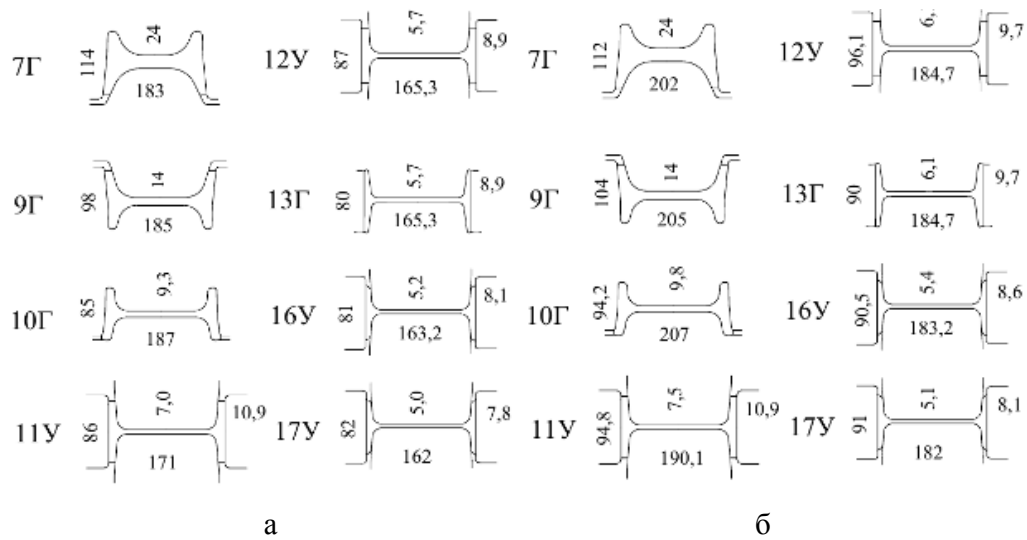 7Г 114 24 183
12У 87 5,7 165,3 8,9
7Г 112 24 202
12У 96,1 6, 184,7 9,7
9Г 98 14 185
13Г 80 5,7 165,3 8,9
9Г 104 14 205
13Г 90 6,1 184,7 9,7
10Г 85 9,3 187
16У 81 5,2 163,2 8,1
10Г 94,2 9,8 207
16У 90,5 5,4 183,2 8,6
11У 86 7,0 171 10,9
17У 82 5,0 162 7,8
11У 94,8 7,5 190,1 10,9
17У 91 5,1 182 8,1
а
б